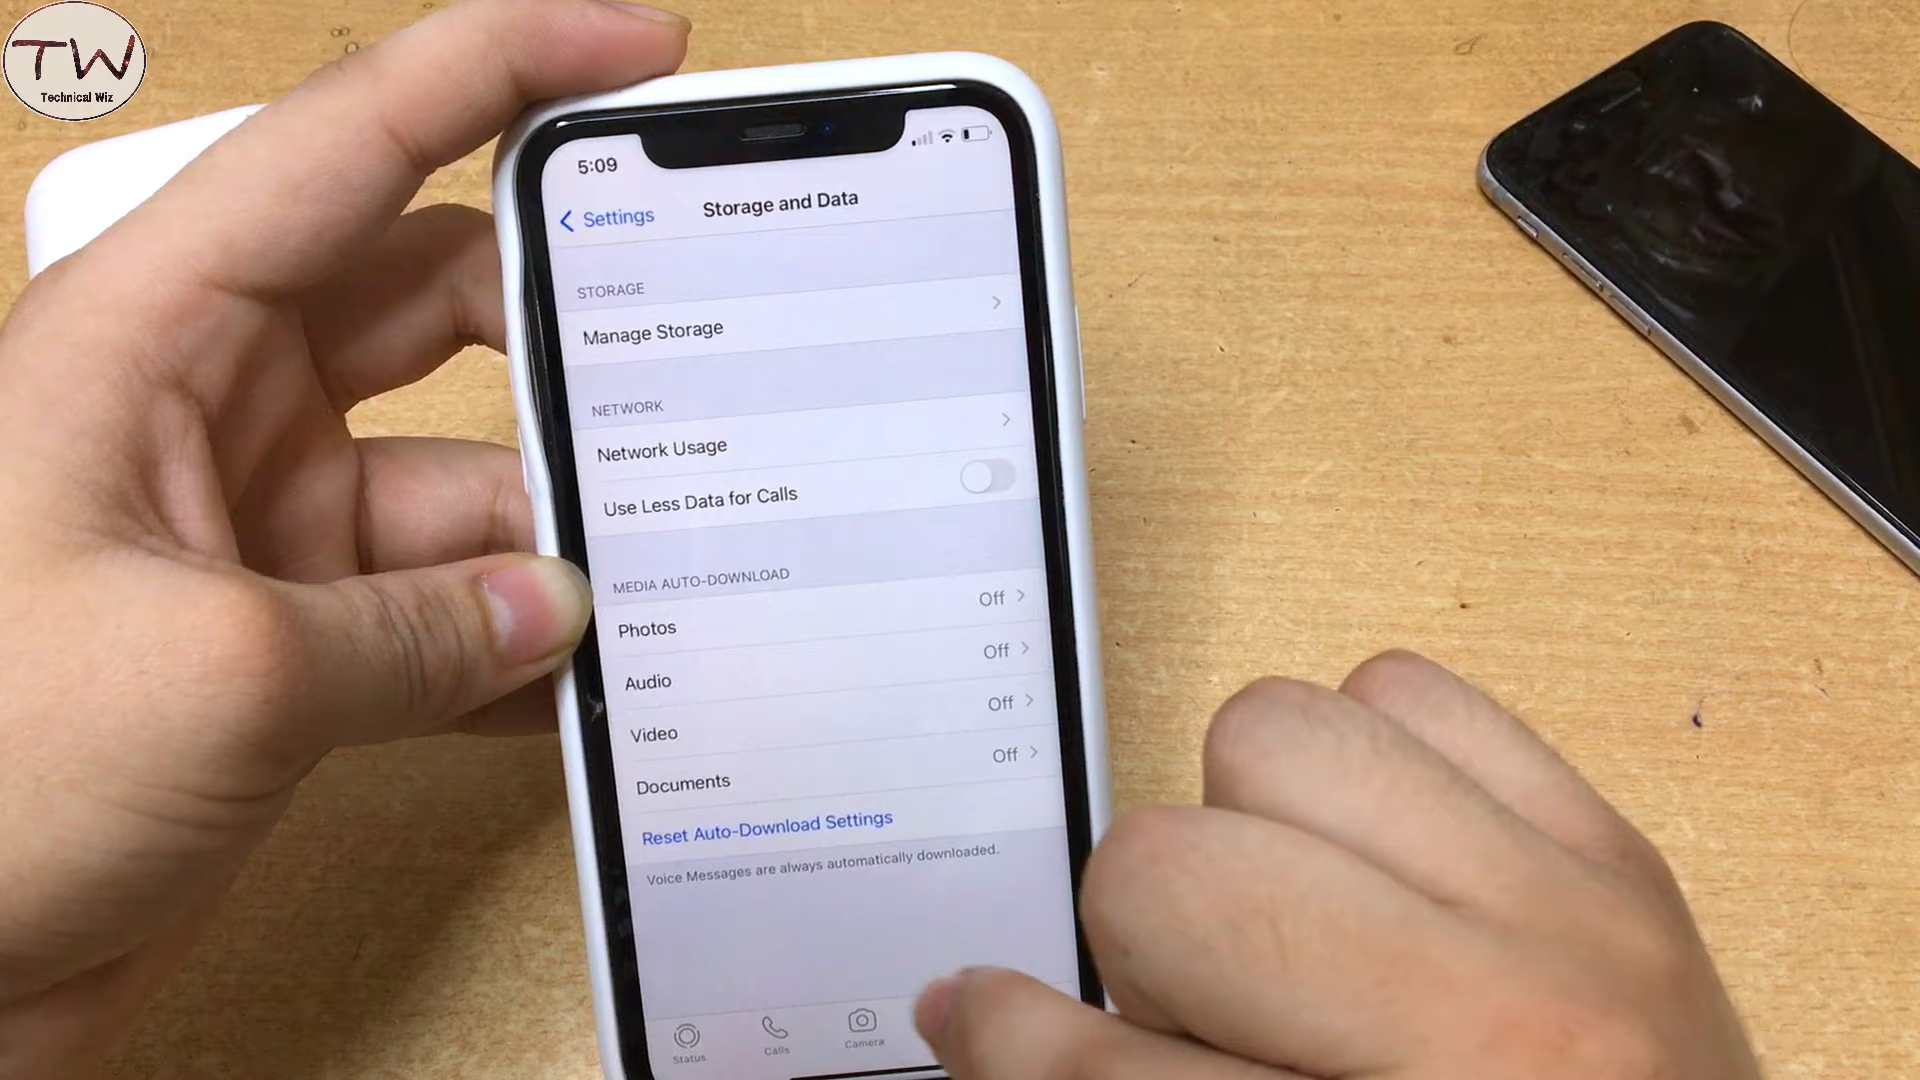 TW
Technical Wiz
5:09
Settings
Storage and Data
STORAGE
Manage Storage
NETWORK
Network Usage
Use Less Data for Calls
MEDIA AUTO-DOWNLOAD
Photos Off
Audio Off
Video Off
Documents Off
Reset Auto-Download Settings
Voice Messages are always automatically downloaded.
Status Calls Camera